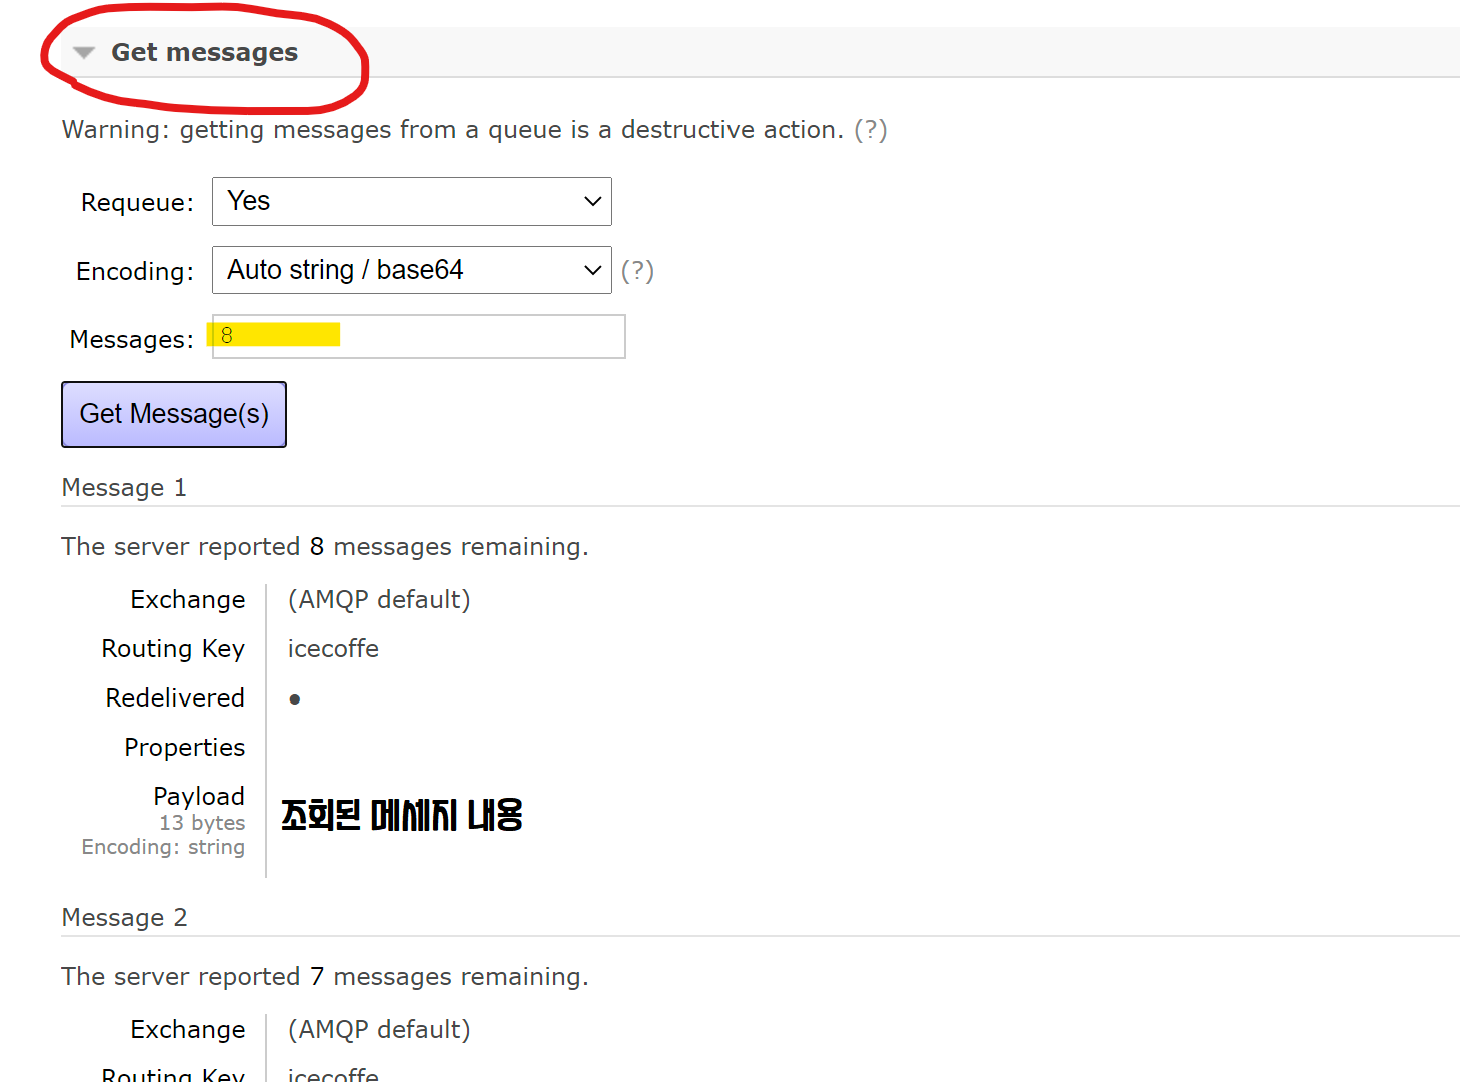 Get messages
Warning: getting messages from a queue is a destructive action. (?)
Requeue: Yes
Encoding: Auto string / base64 (?)
Messages: 8
Get Message(s)
Message 1
The server reported 8 messages remaining.
Exchange (AMQP default)
Routing Key icecoffe
Redelivered ●
Properties
Payload
13 bytes
Encoding: string
조회된 메세지 내용
Message 2
The server reported 7 messages remaining.
Exchange (AMQP default)
Routing Key icecoffe